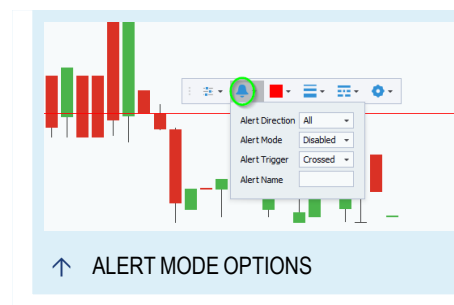 Alert Direction All
Alert Mode Disabled
Alert Trigger Crossed
Alert Name
ALERT MODE OPTIONS